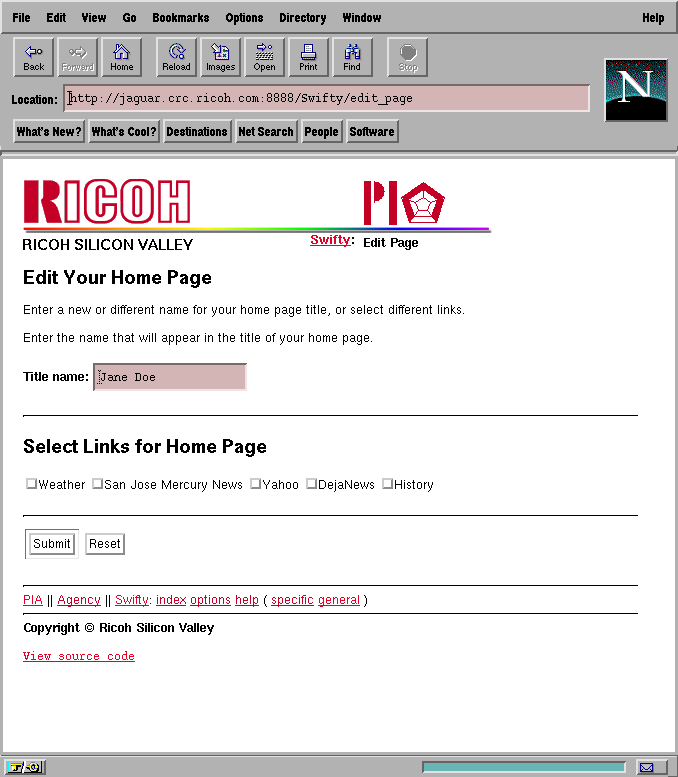 File Edit View Go Bookmarks Options Directory Window Help
Back Forward Home Reload Images Open Print Find Stop
Location: http://jaguar.crc.ricoh.com:8888/Swifty/edit_page
N
What's New? What's Cool? Destinations Net Search People Software
RICOH PIA
RICOH SILICON VALLEY Swifty: Edit Page
Edit Your Home Page
Enter a new or different name for your home page title, or select different links.
Enter the name that will appear in the title of your home page.
Title name: Jane Doe
Select Links for Home Page
Weather San Jose Mercury News Yahoo DejaNews History
Submit Reset
PIA || Agency || Swifty: index options help ( specific general )
Copyright © Ricoh Silicon Valley
View source code